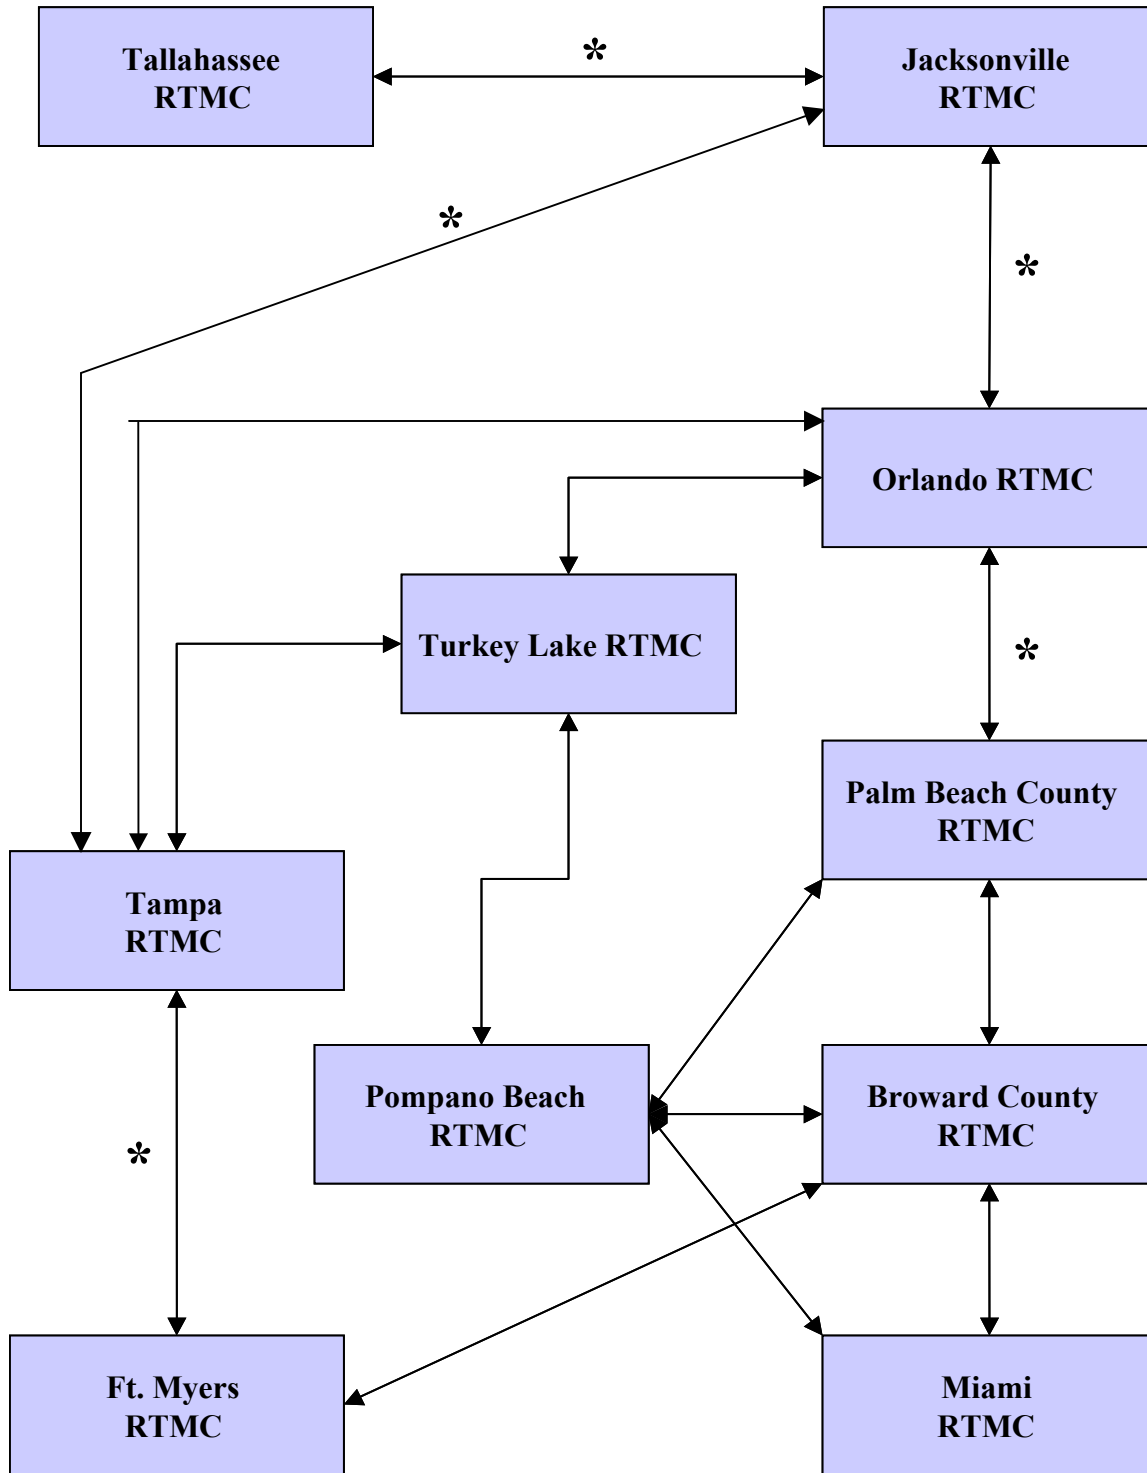 Tallahassee
RTMC
*
Jacksonville
RTMC
*
*
Orlando RTMC
Turkey Lake RTMC
*
Palm Beach County
RTMC
Tampa
RTMC
Pompano Beach
RTMC
Broward County
RTMC
*
Ft. Myers
RTMC
Miami
RTMC